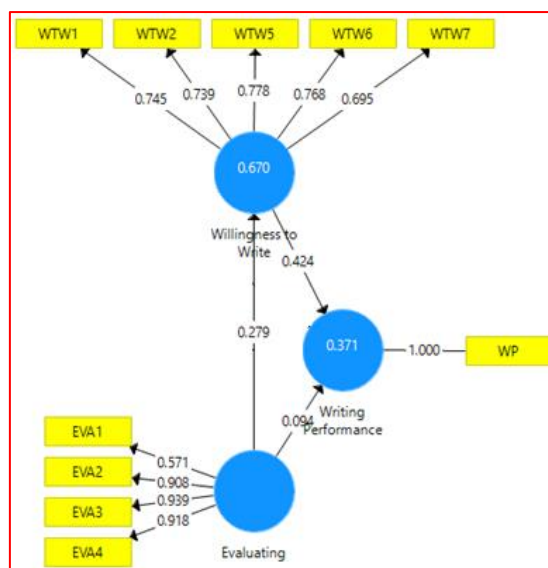 WTW1 WTW2 WTW5 WTW6 WTW7
0.745 0.739 0.778 0.768 0.695
0.670
Willingness to
Write
0.424
0.279
0.371
1.000
WP
Writing
Performance
0.094
EVA1
EVA2
EVA3
EVA4
0.571
0.908
0.939
0.918
Evaluating